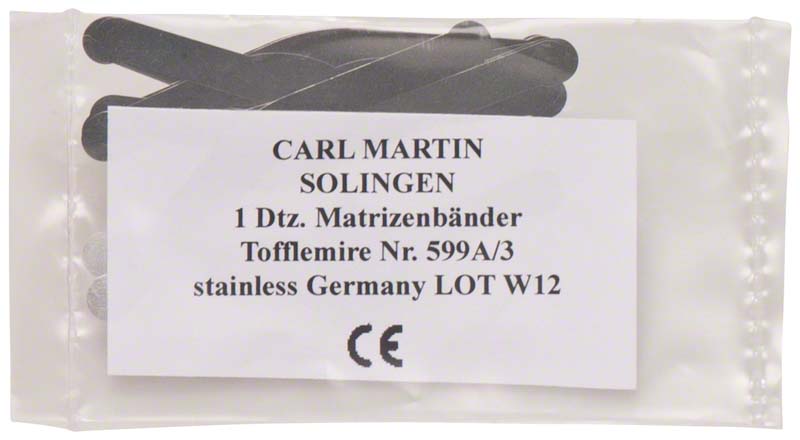 CARL MARTIN
SOLINGEN
1 Dtz. Matrizenbänder
Tofflemire Nr. 599A/3
stainless Germany LOT W12
CE